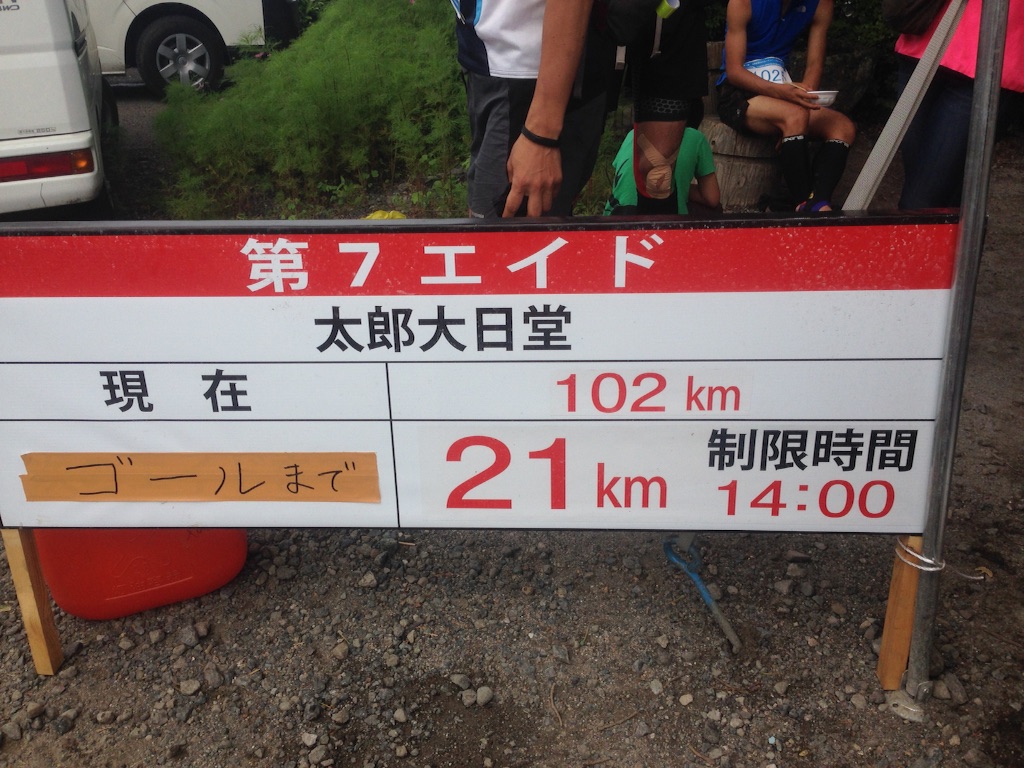 第7エイド
太郎大日堂
現 在
102 km
ゴールまで
21 km
制限時間
14:00